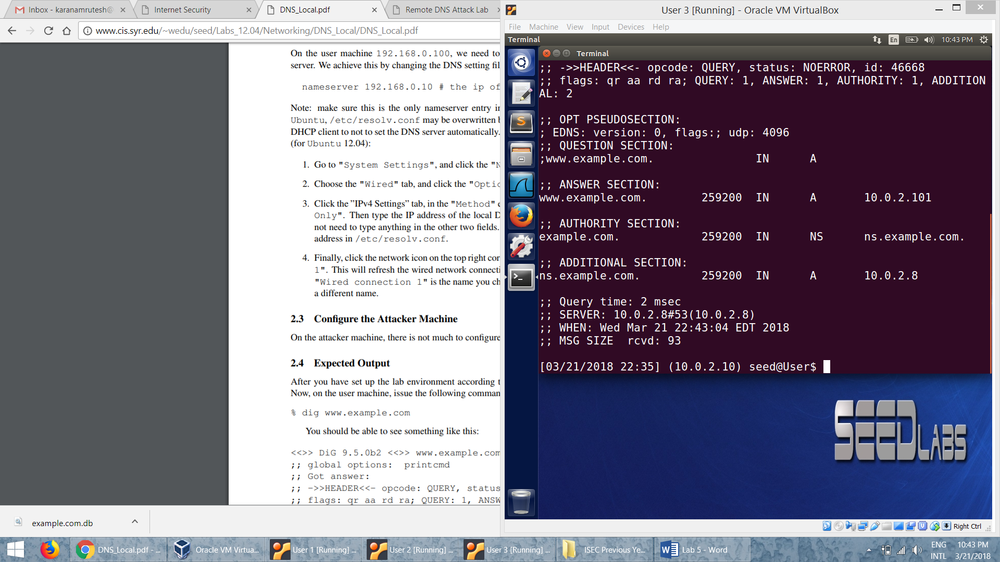 Inbox - karanamrutesh@
Internet Security
DNS_Local.pdf
Remote DNS Attack Lab
User 3 [Running] - Oracle VM VirtualBox
www.cis.syr.edu/~wedu/seed/Labs_12.04/Networking/DNS_Local/DNS_Local.pdf
File Machine View Input Devices Help
Terminal
En
10:43 PM
Terminal
On the user machine 192.168.0.100, we need to
server. We achieve this by changing the DNS setting fil
nameserver 192.168.0.10 # the ip of
Note: make sure this is the only nameserver entry in
Ubuntu, /etc/resolv.conf may be overwritten b
DHCP client to not to set the DNS server automatically.
(for Ubuntu 12.04):
1. Go to "System Settings", and click the "N
2. Choose the "Wired" tab, and click the "Optio
3. Click the ”IPv4 Settings” tab, in the "Method" e
Only". Then type the IP address of the local D
not need to type anything in the other two fields.
address in /etc/resolv.conf.
4. Finally, click the network icon on the top right cor
1". This will refresh the wired network connecti
"Wired connection 1" is the name you ch
a different name.
2.3 Configure the Attacker Machine
On the attacker machine, there is not much to configure
2.4 Expected Output
After you have set up the lab environment according t
Now, on the user machine, issue the following comman
% dig www.example.com
You should be able to see something like this:
<<>> DiG 9.5.0b2 <<>> www.example.com
;; global options: printcmd
;; Got answer:
;; ->>HEADER<<- opcode: QUERY, status
;; flags: qr aa rd ra; QUERY: 1, ANSW
;; ->>HEADER<<- opcode: QUERY, status: NOERROR, id: 46668
;; flags: qr aa rd ra; QUERY: 1, ANSWER: 1, AUTHORITY: 1, ADDITION
AL: 2
;; OPT PSEUDOSECTION:
; EDNS: version: 0, flags:; udp: 4096
;; QUESTION SECTION:
;www.example.com. IN A
;; ANSWER SECTION:
www.example.com. 259200 IN A 10.0.2.101
;; AUTHORITY SECTION:
example.com. 259200 IN NS ns.example.com.
;; ADDITIONAL SECTION:
ns.example.com. 259200 IN A 10.0.2.8
;; Query time: 2 msec
;; SERVER: 10.0.2.8#53(10.0.2.8)
;; WHEN: Wed Mar 21 22:43:04 EDT 2018
;; MSG SIZE rcvd: 93
[03/21/2018 22:35] (10.0.2.10) seed@User$
SEEDLABS
example.com.db
Right Ctrl
DNS_Local.pdf - ...
Oracle VM Virtua...
User 1 [Running] ...
User 2 [Running] ...
User 3 [Running] ...
ISEC Previous Ye...
Lab 5 - Word
ENG
INTL
10:43 PM
3/21/2018